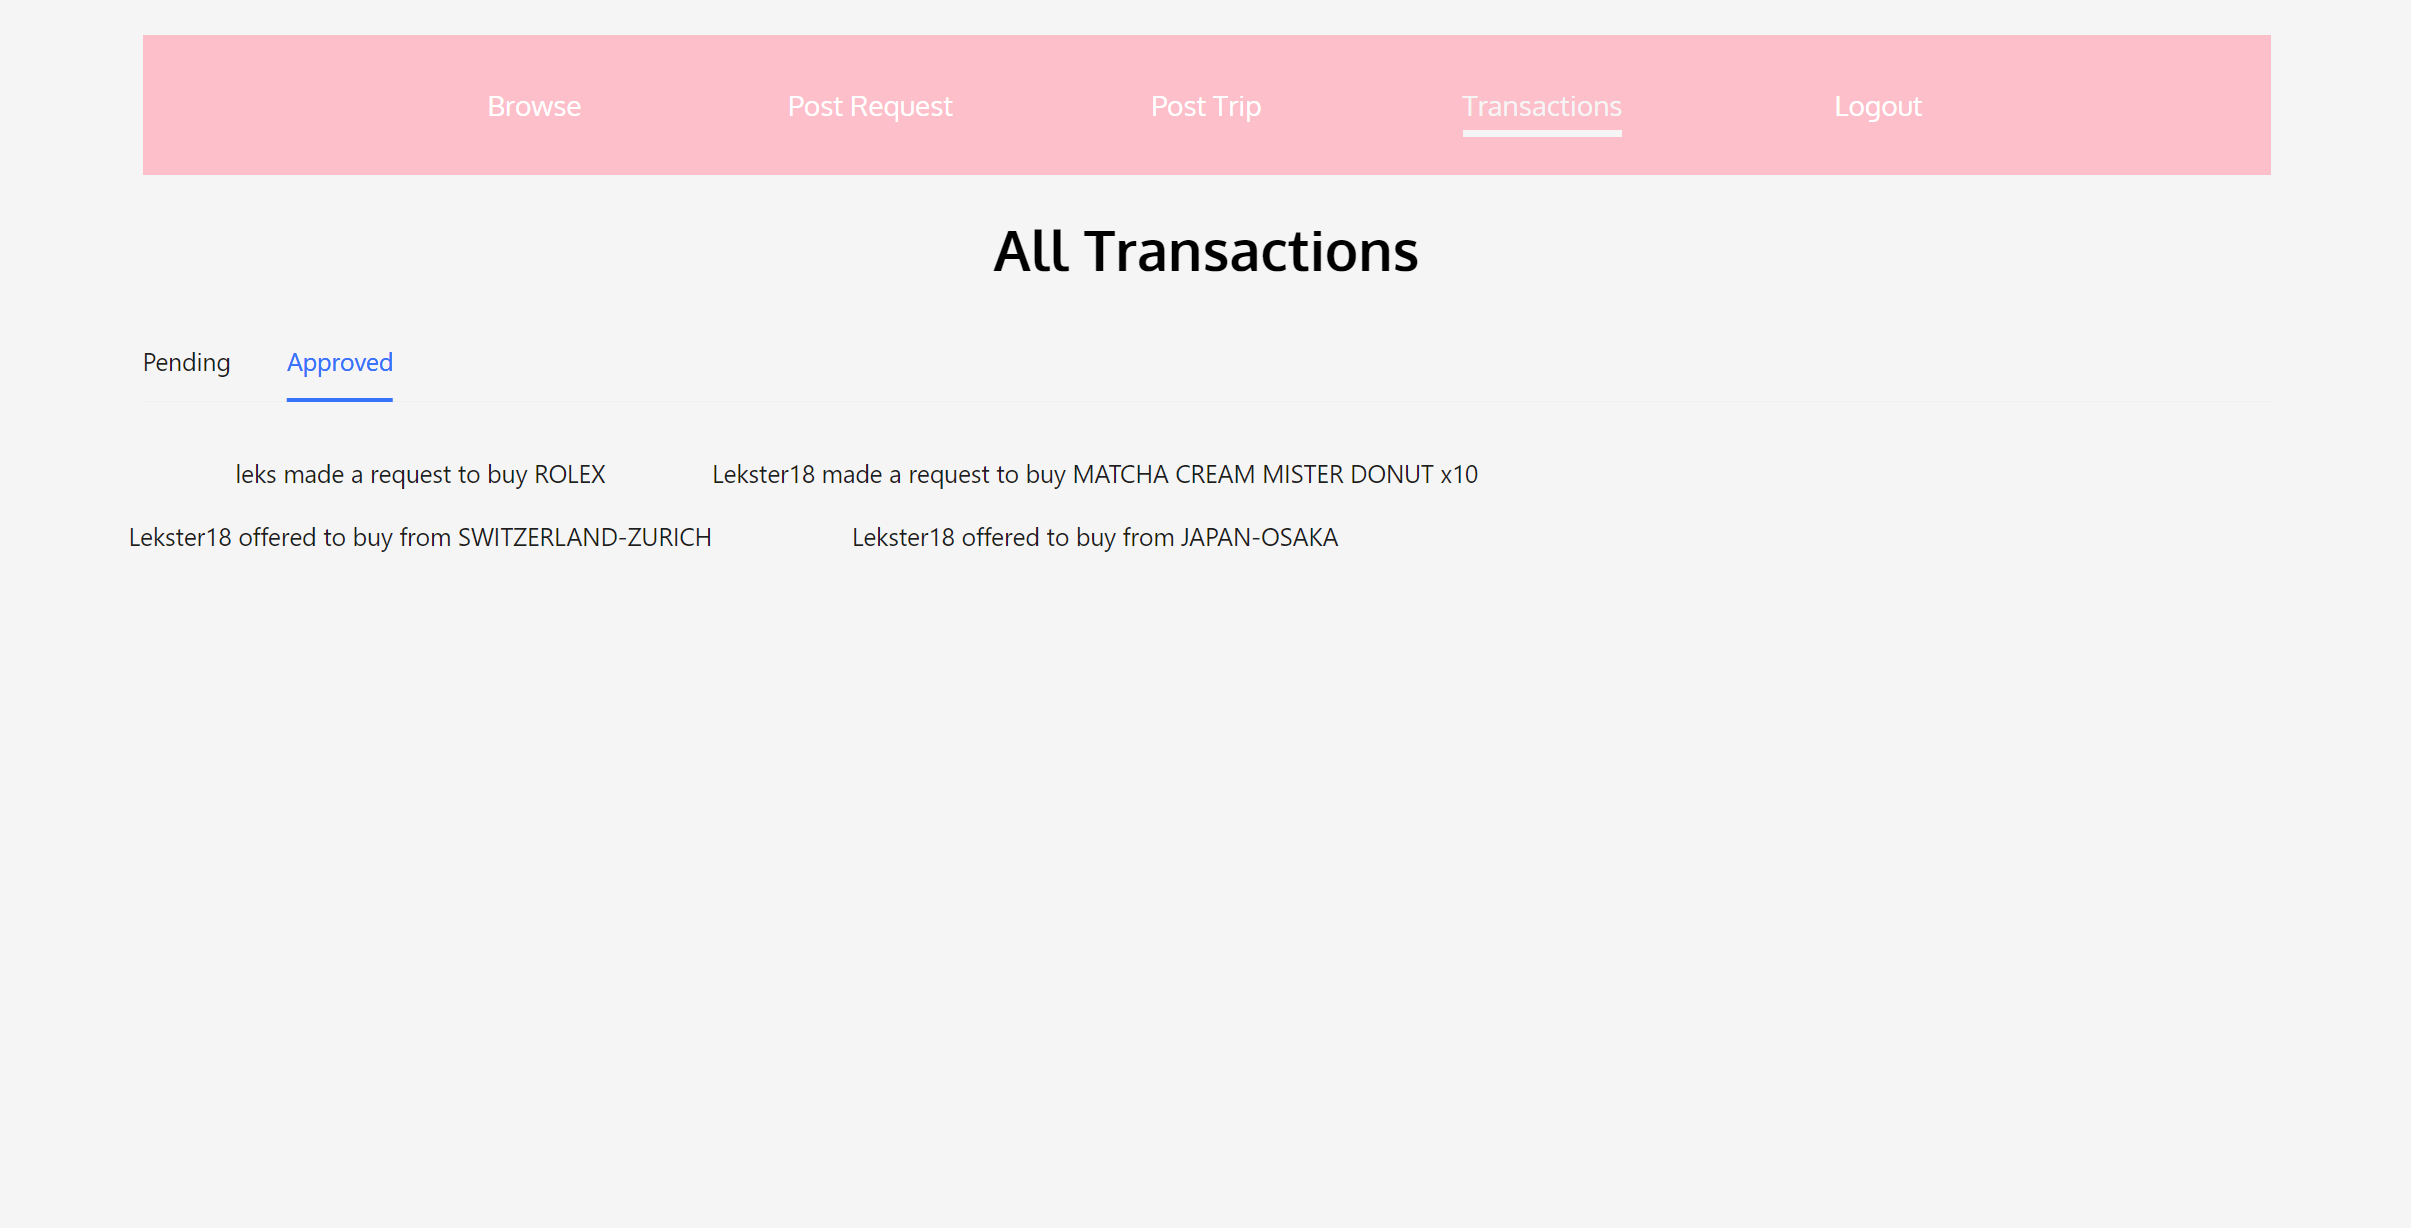 Browse Post Request Post Trip Transactions Logout
All Transactions
Pending Approved
leks made a request to buy ROLEX Lekster18 made a request to buy MATCHA CREAM MISTER DONUT x10
Lekster18 offered to buy from SWITZERLAND-ZURICH Lekster18 offered to buy from JAPAN-OSAKA